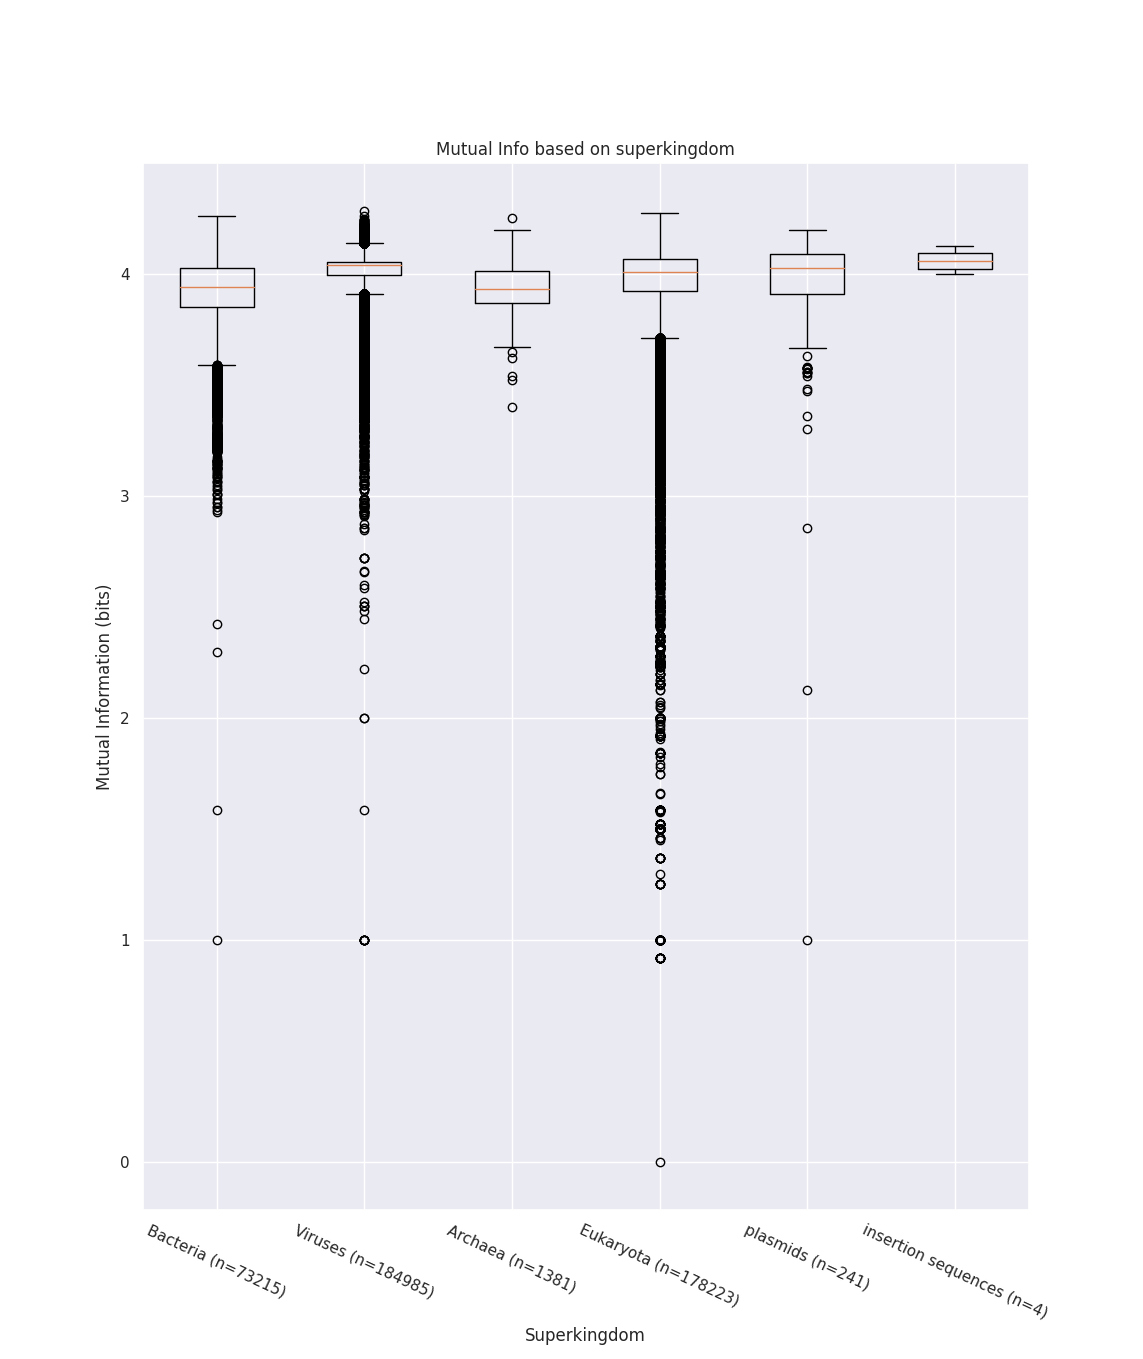 Mutual Info based on superkingdom
Mutual Information (bits)
4
3
2
1
0
Bacteria (n=73215)
Viruses (n=184985)
Archaea (n=1381)
Eukaryota (n=178223)
plasmids (n=241)
insertion sequences (n=4)
Superkingdom